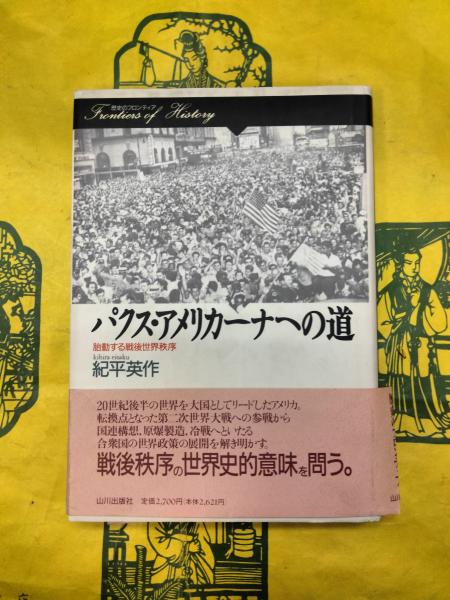 歴史のフロンティア
Frontiers of History
パクス・アメリカーナへの道
胎動する戦後世界秩序
kihira eisaku
紀平英作
20世紀後半の世界を大国としてリードしたアメリカ。
転換点となった第二次世界大戦への参戦から
国連構想、原爆製造、冷戦へといたる
合衆国の世界政策の展開を解き明かす。
戦後秩序の世界史的意味を問う。
山川出版社 定価2,700円(本体2,621円)